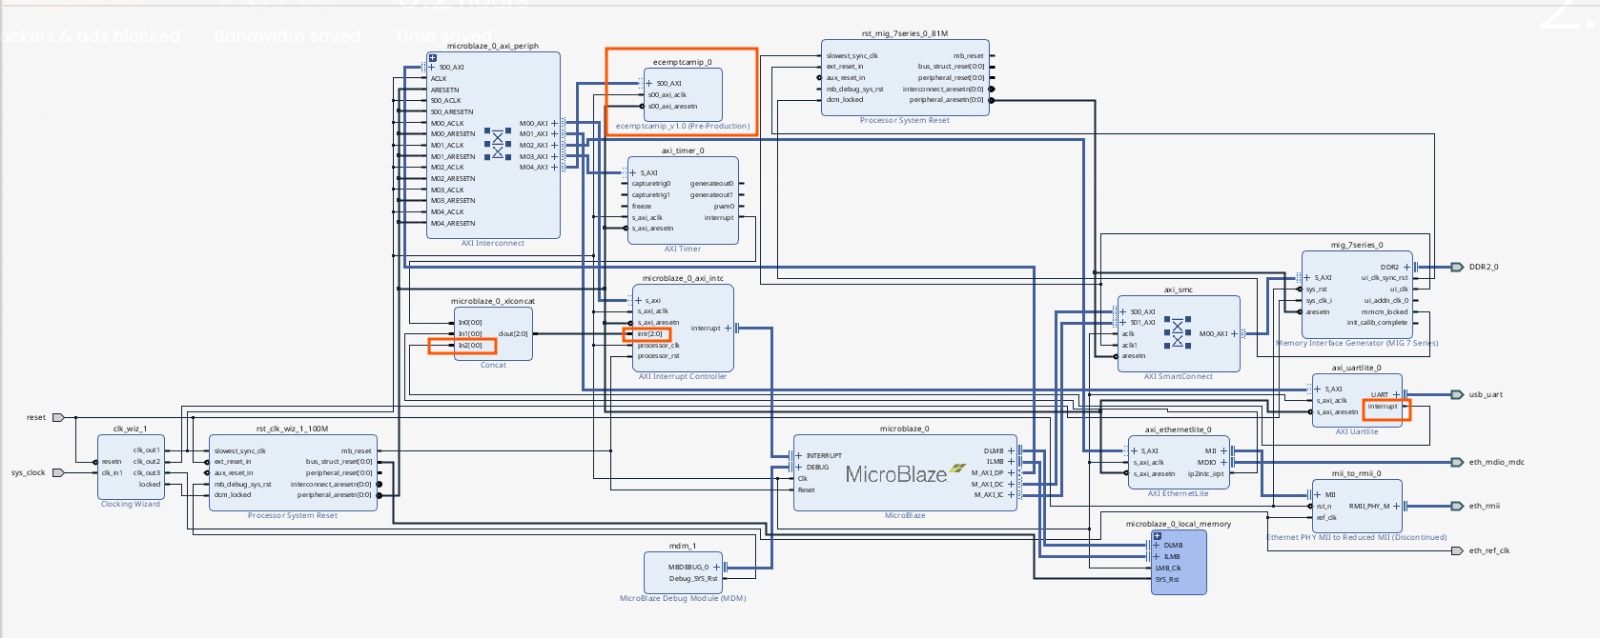 ackers & ads blocked
Bandwidth saved
Time saved
microblaze_0_axi_periph
S00_AXI
ACLK
ARESETN
S00_ACLK
S00_ARESETN
M00_ACLK
M00_ARESETN
M01_ACLK
M01_ARESETN
M02_ACLK
M02_ARESETN
M03_ACLK
M03_ARESETN
M04_ACLK
M04_ARESETN
M00_AXI
M01_AXI
M02_AXI
M03_AXI
M04_AXI
AXI Interconnect
ecemptcamip_0
S00_AXI
s00_axi_aclk
s00_axi_aresetn
ecemptcamip_v1.0 (Pre-Production)
rst_mig_7series_0_81M
slowest_sync_clk
ext_reset_in
aux_reset_in
mb_debug_sys_rst
dcm_locked
mb_reset
bus_struct_reset[0:0]
peripheral_reset[0:0]
interconnect_aresetn[0:0]
peripheral_aresetn[0:0]
Processor System Reset
axi_timer_0
S_AXI
capturetrig0
capturetrig1
freeze
s_axi_aclk
s_axi_aresetn
generateout0
generateout1
pwm0
interrupt
AXI Timer
microblaze_0_axi_intc
s_axi
s_axi_aclk
s_axi_aresetn
intr[2:0]
processor_clk
processor_rst
interrupt
AXI Interrupt Controller
microblaze_0_xlconcat
In0[0:0]
In1[0:0]
In2[0:0]
dout[2:0]
Concat
mig_7series_0
S_AXI
sys_rst
sys_clk_i
aresetn
DDR2
ui_clk_sync_rst
ui_clk
ui_addn_clk_0
mmcm_locked
init_calib_complete
Memory Interface Generator (MIG 7 Series)
DDR2_0
axi_smc
S00_AXI
S01_AXI
aclk
aclk1
aresetn
M00_AXI
AXI SmartConnect
axi_uartlite_0
S_AXI
s_axi_aclk
s_axi_aresetn
UART
interrupt
AXI Uartlite
usb_uart
reset
sys_clock
clk_wiz_1
resetn
clk_in1
clk_out1
clk_out2
clk_out3
locked
Clocking Wizard
rst_clk_wiz_1_100M
slowest_sync_clk
ext_reset_in
aux_reset_in
mb_debug_sys_rst
dcm_locked
mb_reset
bus_struct_reset[0:0]
peripheral_reset[0:0]
interconnect_aresetn[0:0]
peripheral_aresetn[0:0]
Processor System Reset
microblaze_0
INTERRUPT
DEBUG
Clk
Reset
MicroBlaze
DLMB
ILMB
M_AXI_DP
M_AXI_DC
M_AXI_IC
MicroBlaze
axi_ethernetlite_0
S_AXI
s_axi_aclk
s_axi_aresetn
MII
MDIO
ip2intc_irpt
AXI EthernetLite
eth_mdio_mdc
mii_to_rmii_0
MII
rst_n
ref_clk
RMII_PHY_M
Ethernet PHY MII to Reduced MII (Discontinued)
eth_rmii
eth_ref_clk
microblaze_0_local_memory
DLMB
ILMB
LMB_Clk
SYS_Rst
mdm_1
MBDEBUG_0
Debug_SYS_Rst
MicroBlaze Debug Module (MDM)